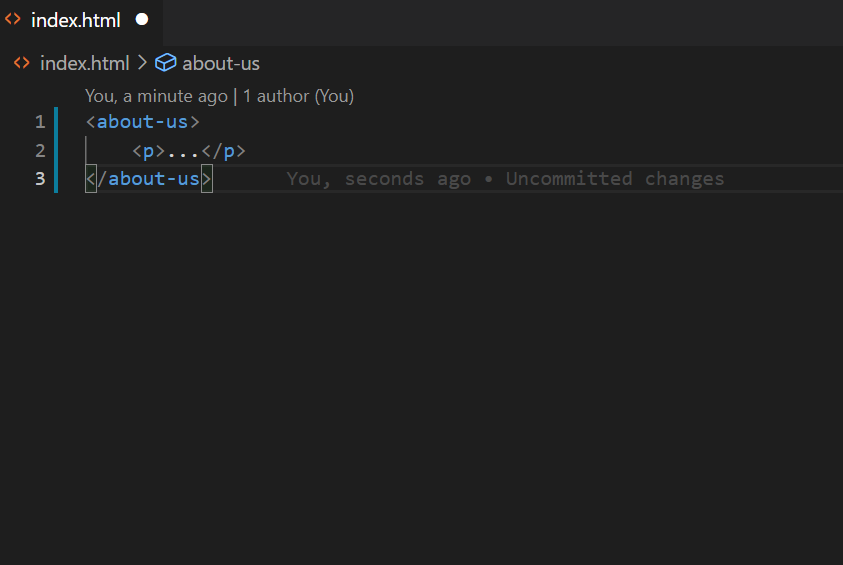 index.html
index.html > about-us
You, a minute ago | 1 author (You)
1 <about-us>
2 <p>...</p>
3 </about-us> You, seconds ago • Uncommitted changes